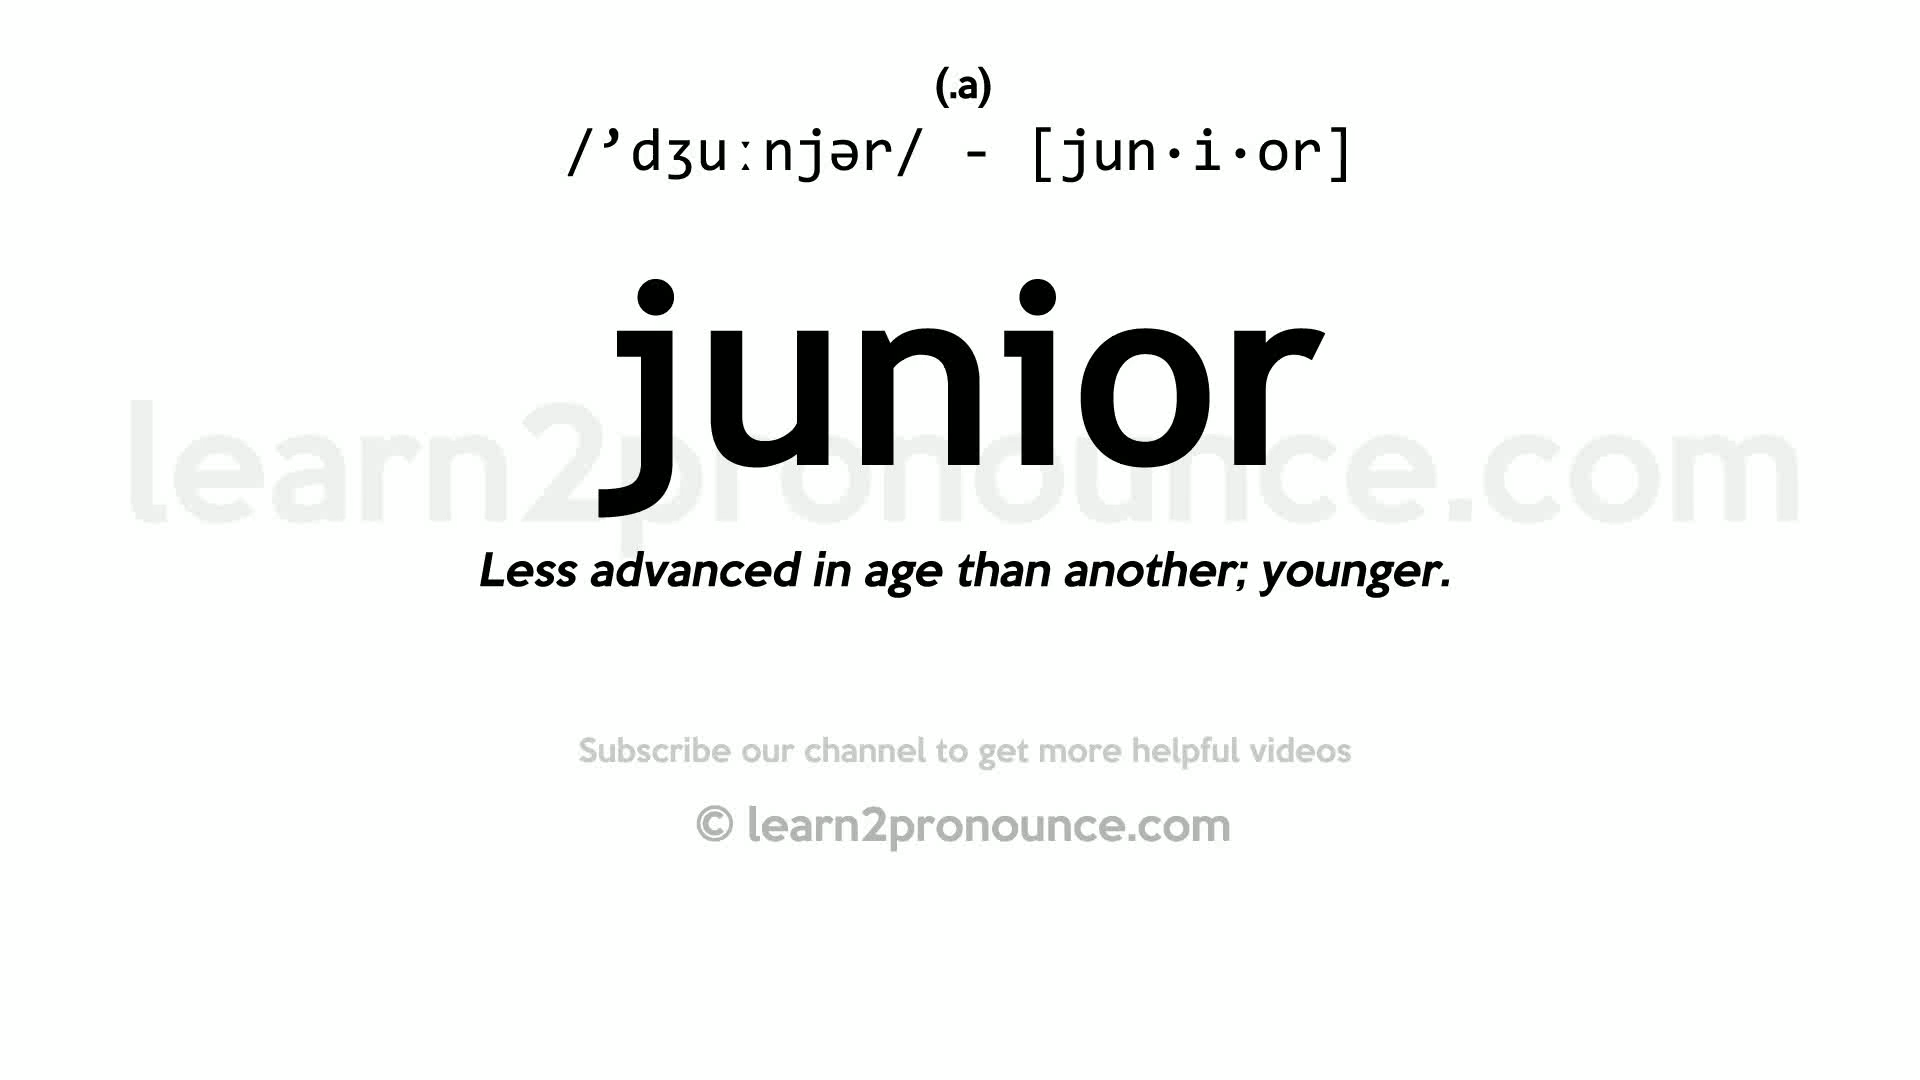 (.a)
/’dʒuːnjər/ - [jun·i·or]
junior
learn2pronounce.com
Less advanced in age than another; younger.
Subscribe our channel to get more helpful videos
© learn2pronounce.com